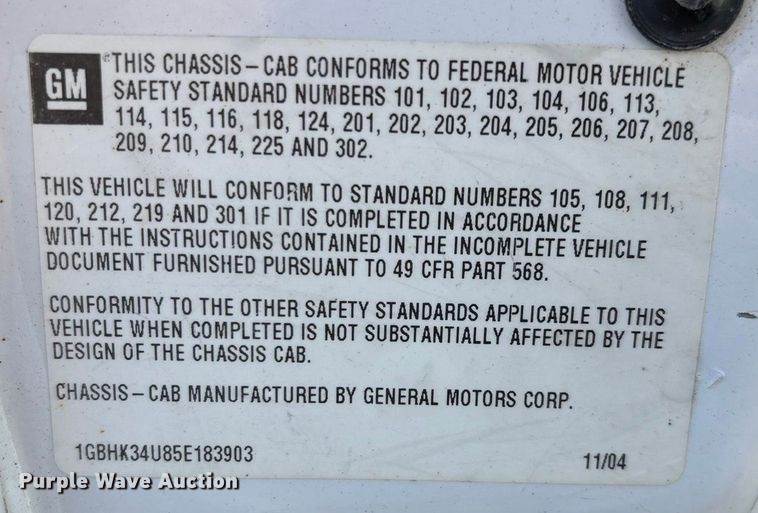 GM
THIS CHASSIS-CAB CONFORMS TO FEDERAL MOTOR VEHICLE
SAFETY STANDARD NUMBERS 101, 102, 103, 104, 106, 113,
114, 115, 116, 118, 124, 201, 202, 203, 204, 205, 206, 207, 208,
209, 210, 214, 225 AND 302.
THIS VEHICLE WILL CONFORM TO STANDARD NUMBERS 105, 108, 111,
120, 212, 219 AND 301 IF IT IS COMPLETED IN ACCORDANCE
WITH THE INSTRUCTIONS CONTAINED IN THE INCOMPLETE VEHICLE
DOCUMENT FURNISHED PURSUANT TO 49 CFR PART 568.
CONFORMITY TO THE OTHER SAFETY STANDARDS APPLICABLE TO THIS
VEHICLE WHEN COMPLETED IS NOT SUBSTANTIALLY AFFECTED BY THE
DESIGN OF THE CHASSIS CAB.
CHASSIS-CAB MANUFACTURED BY GENERAL MOTORS CORP.
1GBHK34U85E183903 11/04
Purple Wave Auction